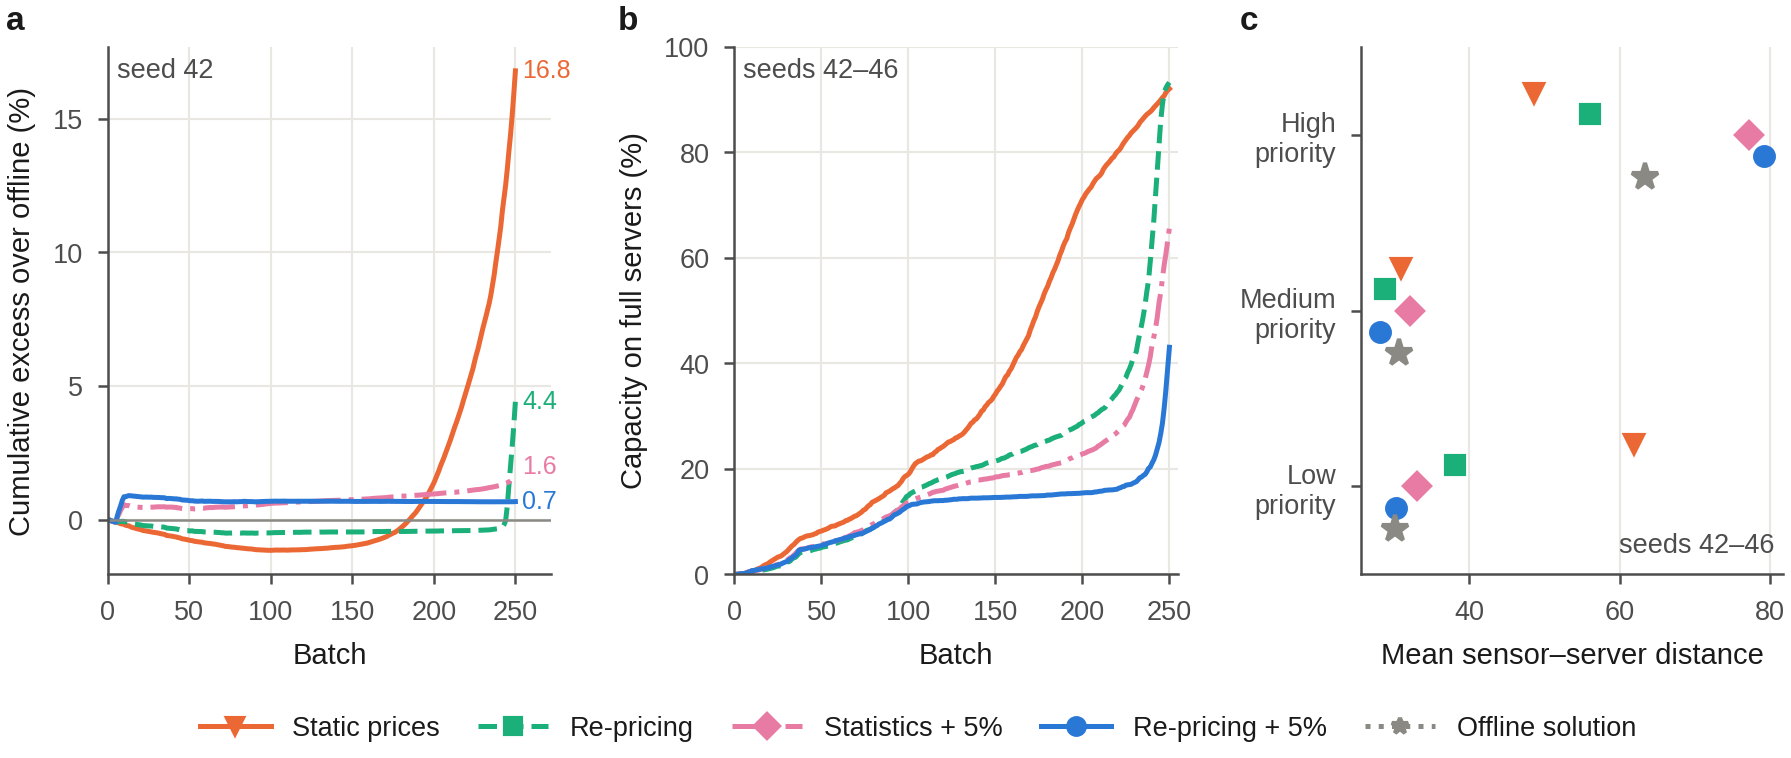 a
seed 42
16.8
4.4
1.6
0.7
15
10
5
0
Cumulative excess over offline (%)
0
50
100
150
200
250
Batch
b
seeds 42–46
100
80
60
40
20
0
Capacity on full servers (%)
0
50
100
150
200
250
Batch
c
High
priority
Medium
priority
Low
priority
seeds 42–46
40
60
80
Mean sensor–server distance
Static prices
Re-pricing
Statistics + 5%
Re-pricing + 5%
Offline solution